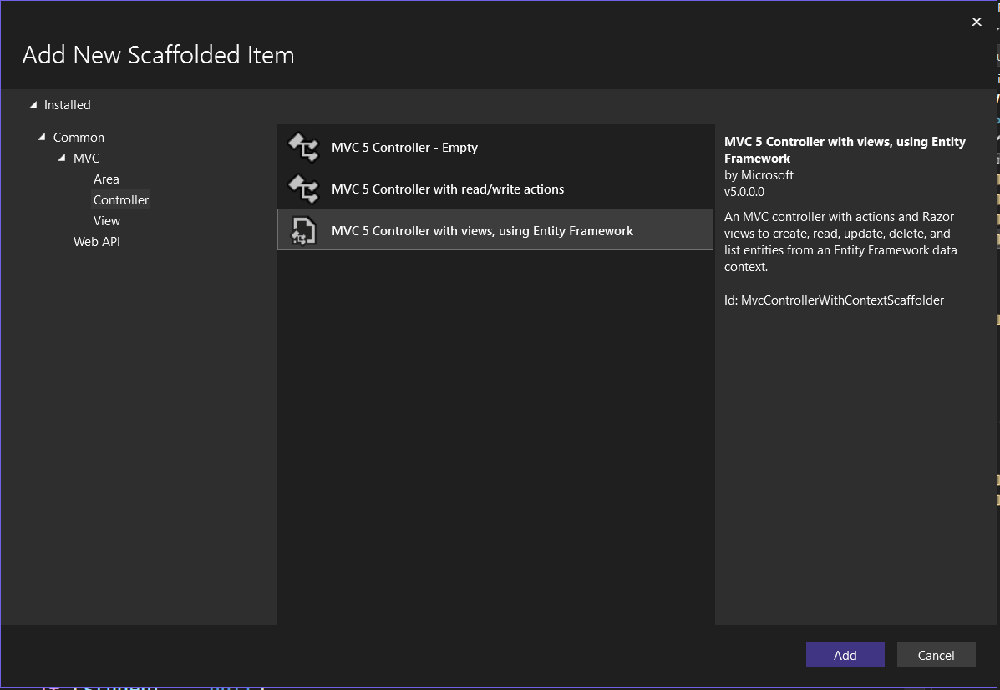 Add New Scaffolded Item
Installed
Common
MVC
Area
Controller
View
Web API
MVC 5 Controller - Empty
MVC 5 Controller with read/write actions
MVC 5 Controller with views, using Entity Framework
MVC 5 Controller with views, using Entity
Framework
by Microsoft
v5.0.0.0
An MVC controller with actions and Razor
views to create, read, update, delete, and
list entities from an Entity Framework data
context.
Id: MvcControllerWithContextScaffolder
Add
Cancel